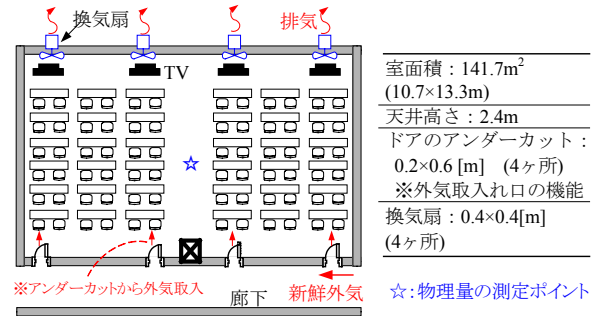 換気扇
排気
TV
※アンダーカットから外気取入
廊下
新鮮外気
室面積：141.7m²
(10.7×13.3m)
天井高さ：2.4m
ドアのアンダーカット：
0.2×0.6 [m] (4ヶ所)
※外気取入れ口の機能
換気扇：0.4×0.4[m]
(4ヶ所)
☆:物理量の測定ポイント